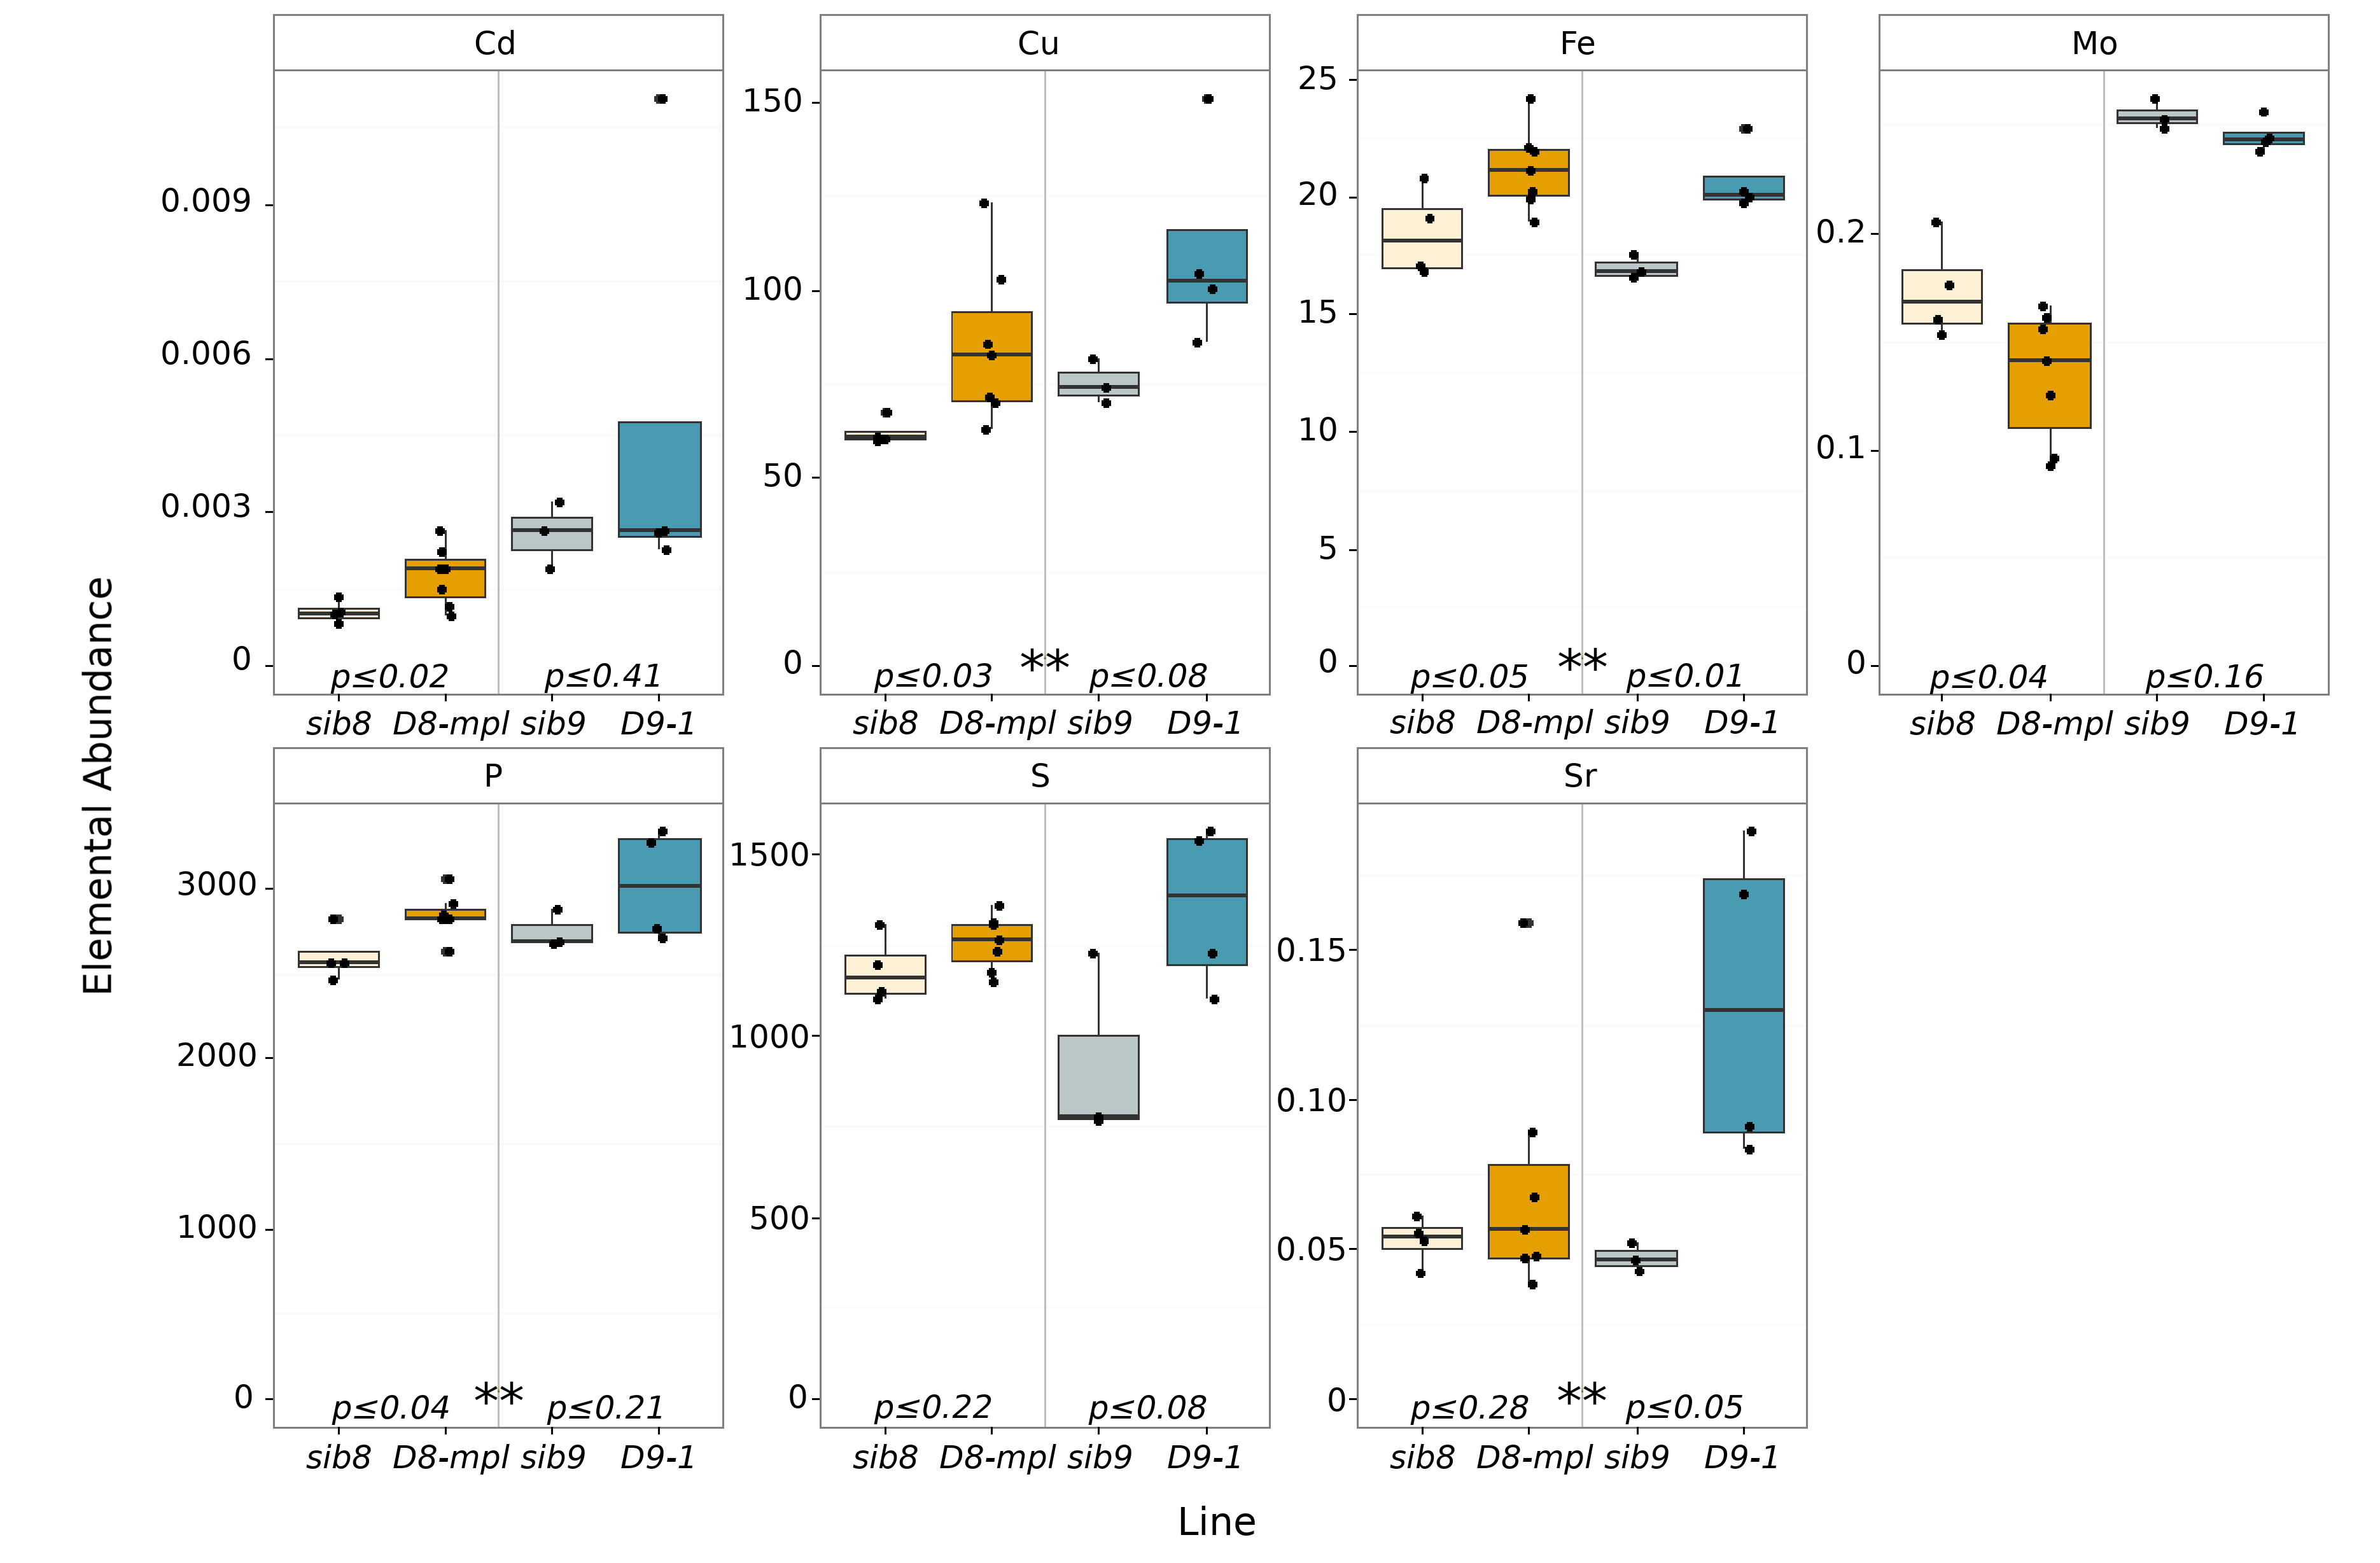 Cd
Cu
Fe
Mo
0.009
0.006
0.003
0
150
100
50
0
25
20
15
10
5
0
0.2
0.1
0
p≤0.02 p≤0.41
p≤0.03 ** p≤0.08
p≤0.05 ** p≤0.01
p≤0.04 p≤0.16
sib8 D8-mpl sib9 D9-1
sib8 D8-mpl sib9 D9-1
sib8 D8-mpl sib9 D9-1
sib8 D8-mpl sib9 D9-1
Elemental Abundance
P
S
Sr
3000
2000
1000
0
1500
1000
500
0
0.15
0.10
0.05
0
p≤0.04 ** p≤0.21
p≤0.22 p≤0.08
p≤0.28 ** p≤0.05
sib8 D8-mpl sib9 D9-1
sib8 D8-mpl sib9 D9-1
sib8 D8-mpl sib9 D9-1
Line